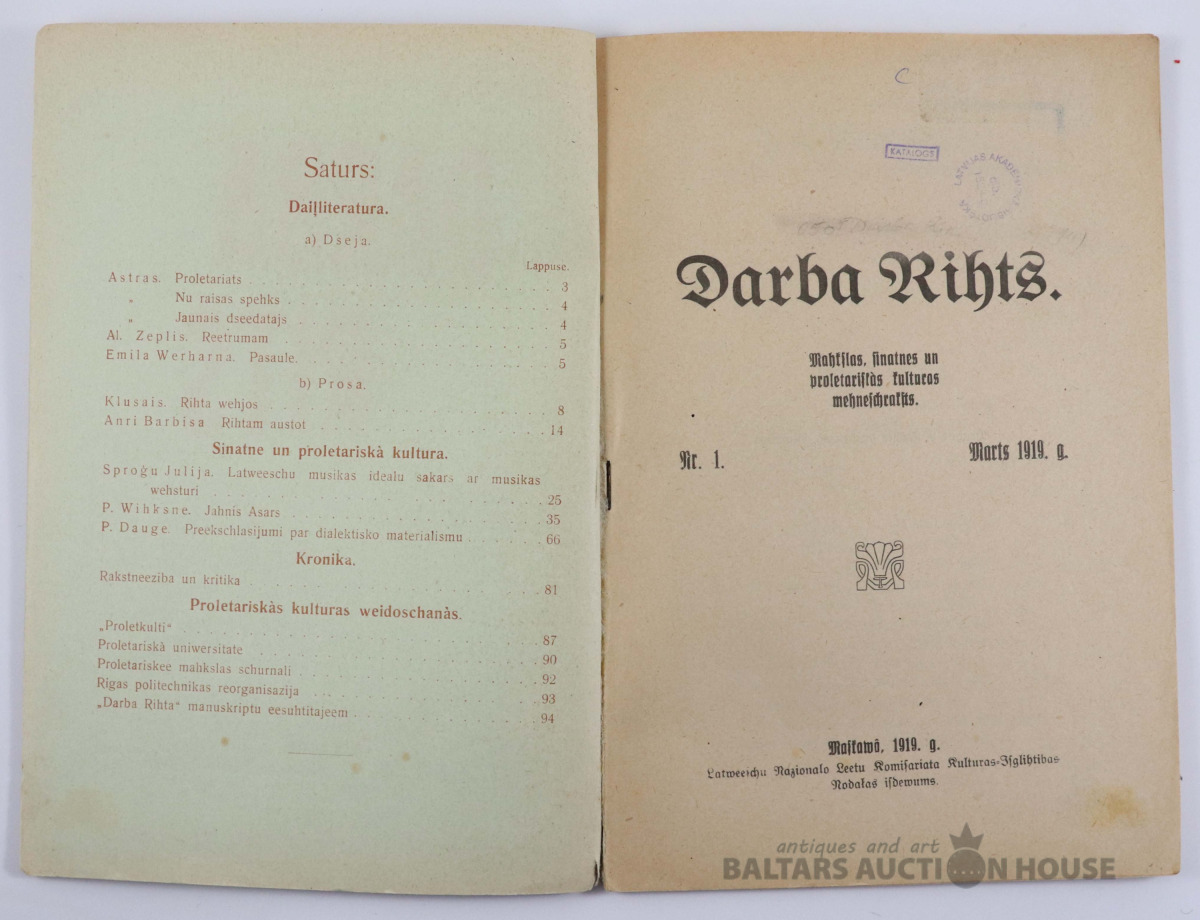 Saturs:
Daiļliteratura.
a) Dseja.
Lappuse.
Astras. Proletariats . . . . . . . . . . 3
„ Nu raisas spehks . . . . . . . . . . 4
„ Jaunais dseedatajs . . . . . . . . . . 4
Al. Zeplis. Reetrumam . . . . . . . . . . 5
Emila Werharna. Pasaule. . . . . . . . . . . 5
b) Prosa.
Klusais. Rihta wehjos . . . . . . . . . . 8
Anri Barbisa Rihtam austot . . . . . . . . . . 14
Sinatne un proletariskà kultura.
Sproģu Julija. Latweeschu musikas idealu sakars ar musikas
wehsturi . . . . . . . . . . 25
P. Wihksne. Jahnis Asars . . . . . . . . . . 35
P. Dauge. Preekschlasijumi par dialektisko materialismu . . . . . . 66
Kronika.
Rakstneeziba un kritika . . . . . . . . . . 81
Proletariskàs kulturas weidoschanàs.
„Proletkulti“ . . . . . . . . . . 87
Proletariskà uniwersitate . . . . . . . . . . 90
Proletariskee mahkslas schurnali . . . . . . . . . . 92
Rigas politechnikas reorganisazija . . . . . . . . . . 93
„Darba Rihta“ manuskriptu eesuhtitajeem . . . . . . . . . . 94
C
KATALOGS
LATVIJAS
Darba Rihts.
Mahkſlas, ſinatnes un
proletariſkàs kulturas
mehneſchrakſts.
Nr. 1.
Marts 1919. g.
Maſkawâ, 1919. g.
Latweeſchu Nazionalo Leetu Komiſariata Kulturas-Iſglihtibas
Nodaļas iſdewums.
antiques and art
BALTARS AUCTION HOUSE